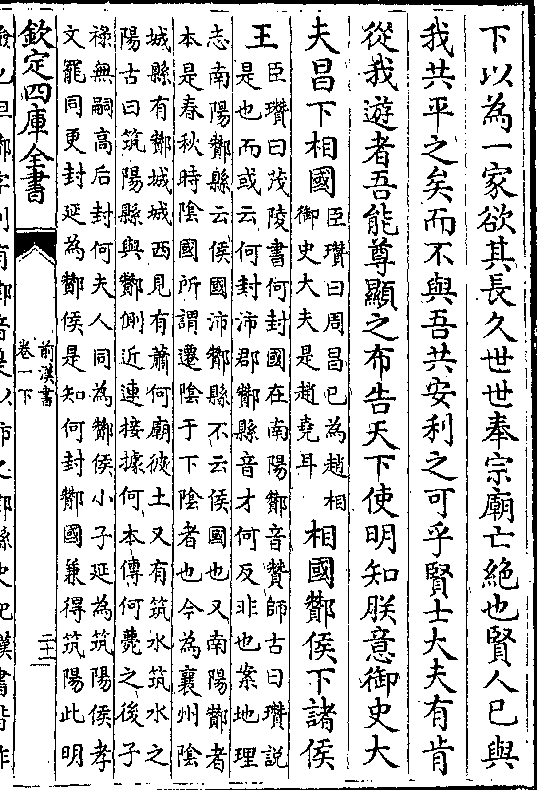 下以為一家欲其長久世世奉宗廟亡絕也賢人已與
我共平之矣而不與吾共安利之可乎賢士大夫有肯
從我遊者吾能尊顯之布告天下使明知朕意御史大
夫昌下相國臣瓚曰周昌已為趙相御史大夫是趙堯耳相國酇侯下諸侯
王臣瓚曰茂陵書何封國在南陽酇音贊師古曰瓚說
是也而或云何封沛郡酇縣音才何反非也案地理
志南陽酇縣云侯國沛酇縣不云侯國也又南陽酇者
本是春秋時陰國所謂遷陰于下陰者也今為襄州陰
城縣有酇城城西見有蕭何廟彼土又有筑水筑水之
陽古曰筑陽縣與酇側近連接據何本傳何薨之後子
祿無嗣高后封何夫人同為酇侯小子延為筑陽侯孝
文罷同更封延為酇侯是知何封酇國兼得筑陽此明
欽定四庫全書
前漢書
卷一下